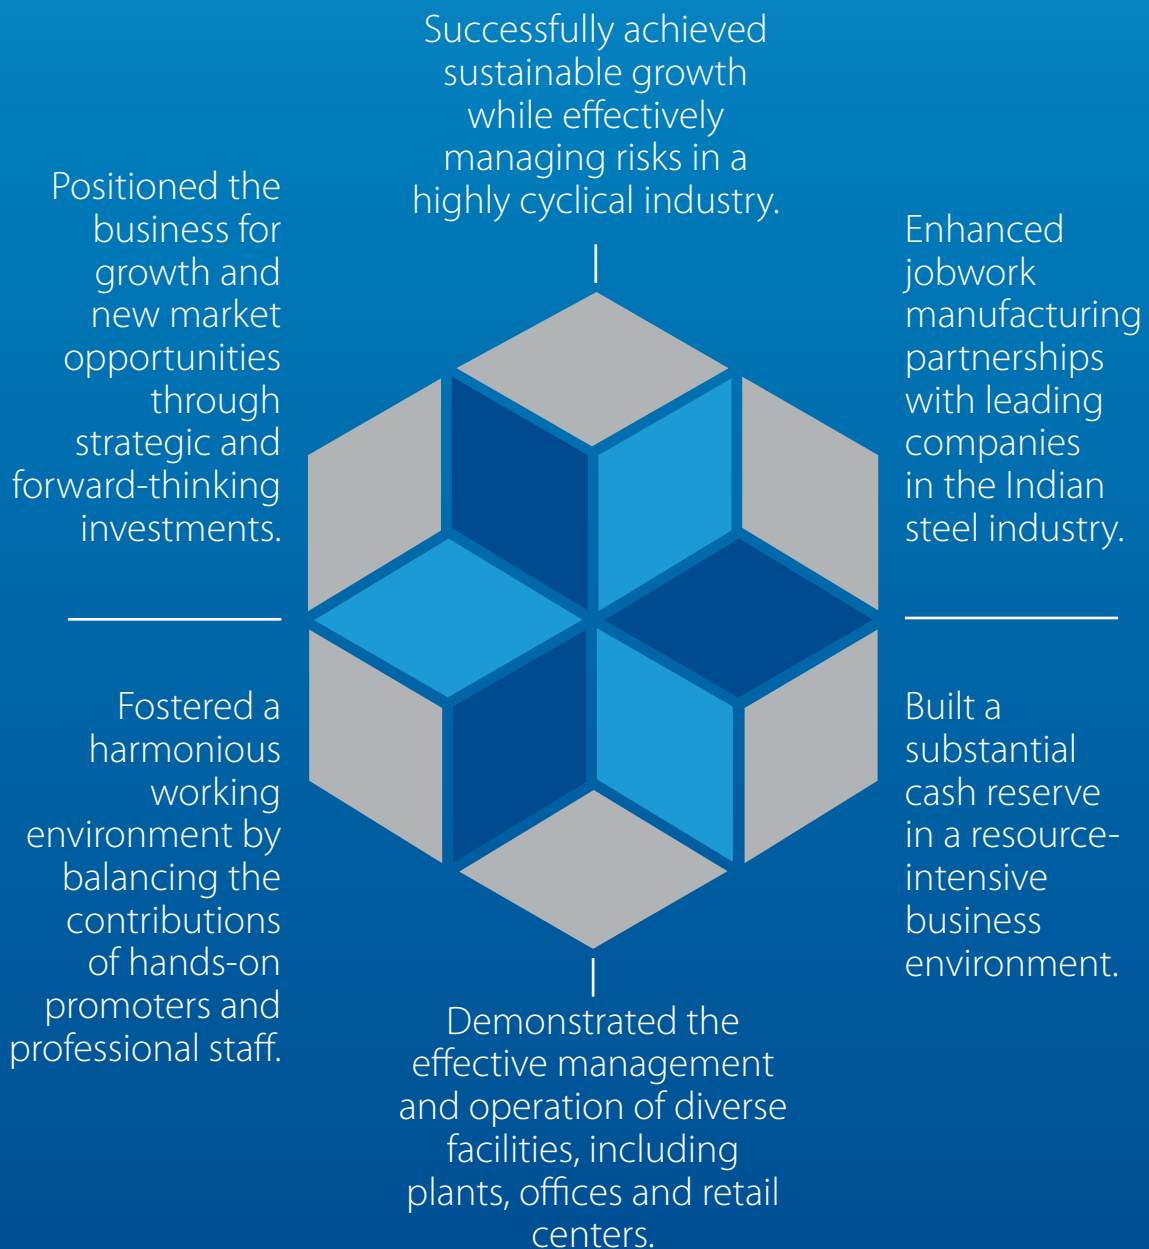 Successfully achieved
sustainable growth
while effectively
managing risks in a
highly cyclical industry.
Positioned the
business for
growth and
new market
opportunities
through
strategic and
forward-thinking
investments.
Enhanced
jobwork
manufacturing
partnerships
with leading
companies
in the Indian
steel industry.
Fostered a
harmonious
working
environment by
balancing the
contributions
of hands-on
promoters and
professional staff.
Built a
substantial
cash reserve
in a resource-
intensive
business
environment.
Demonstrated the
effective management
and operation of diverse
facilities, including
plants, offices and retail
centers.